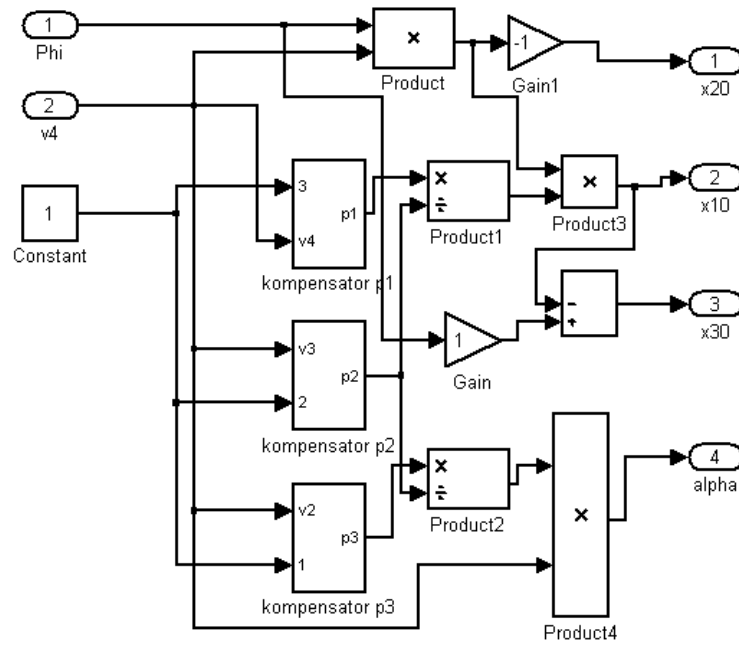 1
Phi
2
v4
1
Constant
×
Product
-1
Gain1
1
x20
3
v4
p1
kompensator p1
×
÷
Product1
×
Product3
2
x10
−
+
3
x30
1
Gain
v3
2
p2
kompensator p2
×
÷
Product2
v2
1
p3
kompensator p3
×
Product4
4
alpha